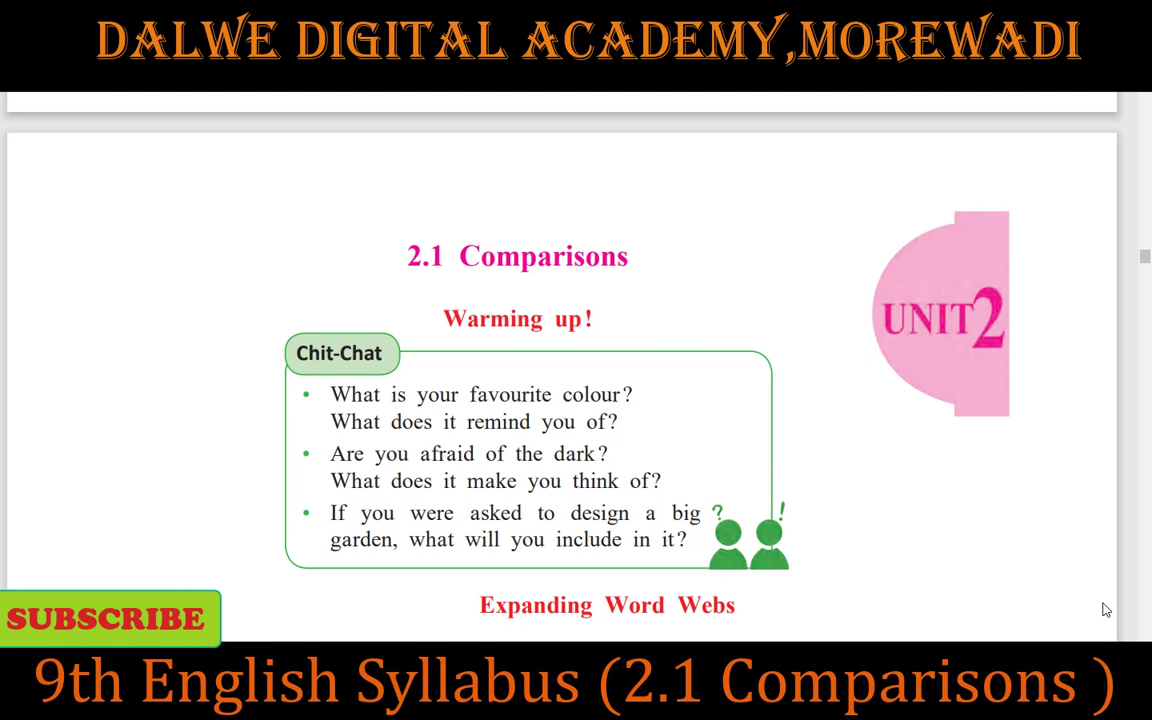 DALWE DIGITAL ACADEMY,MOREWADI
2.1 Comparisons
UNIT 2
Warming up!
Chit-Chat
• What is your favourite colour?
What does it remind you of?
• Are you afraid of the dark?
What does it make you think of?
• If you were asked to design a big
garden, what will you include in it?
? !
Expanding Word Webs
SUBSCRIBE
9th English Syllabus (2.1 Comparisons )